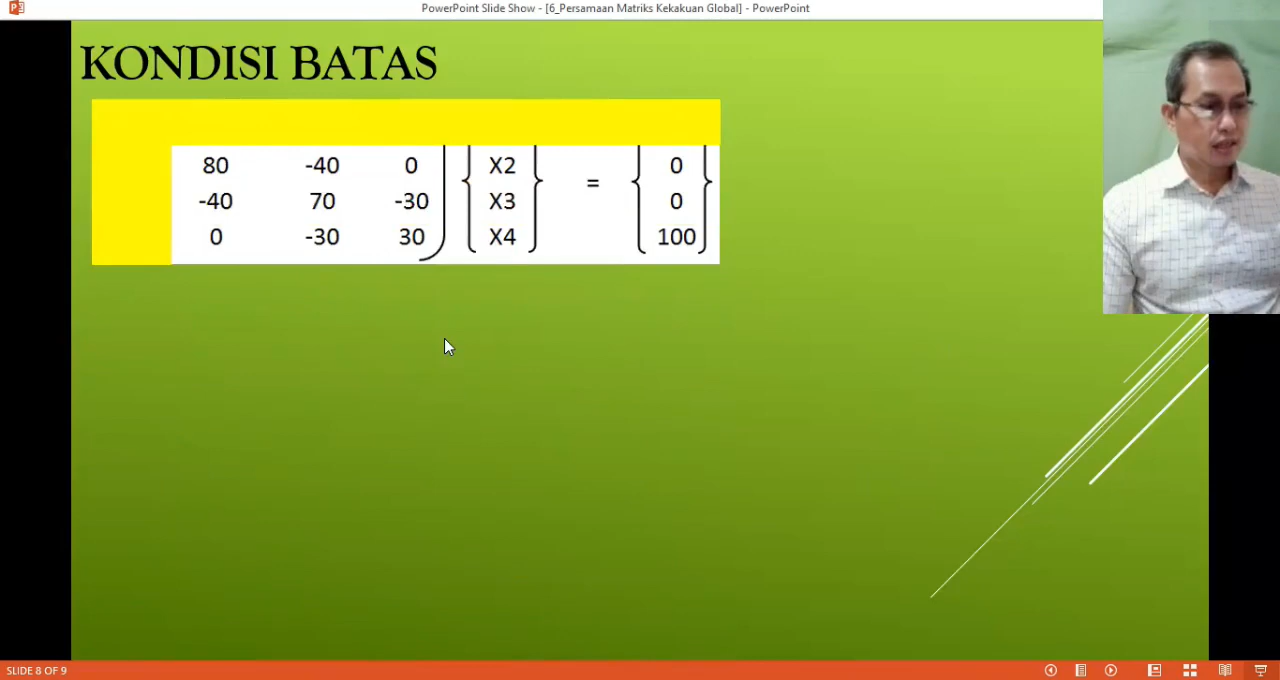 PowerPoint Slide Show - [6_Persamaan Matriks Kekakuan Global] - PowerPoint
KONDISI BATAS
80 -40 0 X2 = 0
-40 70 -30 X3 0
0 -30 30 X4 100
SLIDE 8 OF 9